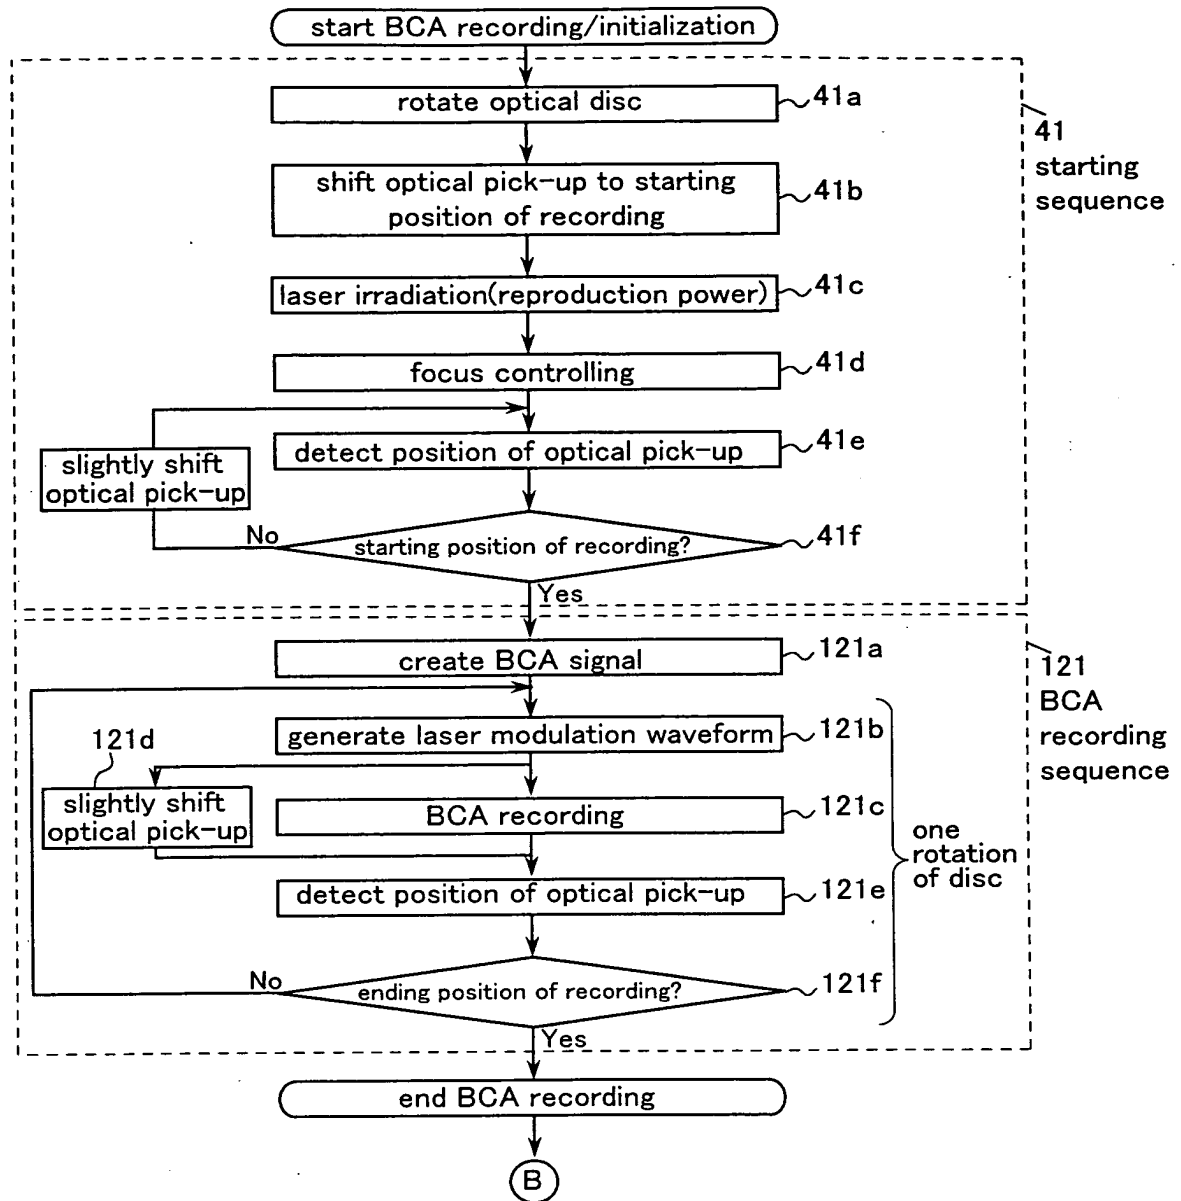 start BCA recording/initialization
rotate optical disc
41a
41
starting
sequence
shift optical pick-up to starting
position of recording
41b
laser irradiation(reproduction power)
41c
focus controlling
41d
detect position of optical pick-up
41e
slightly shift
optical pick-up
No
starting position of recording?
41f
Yes
create BCA signal
121a
121
BCA
recording
sequence
generate laser modulation waveform
121b
121d
slightly shift
optical pick-up
BCA recording
121c
one
rotation
of disc
detect position of optical pick-up
121e
No
ending position of recording?
121f
Yes
end BCA recording
B